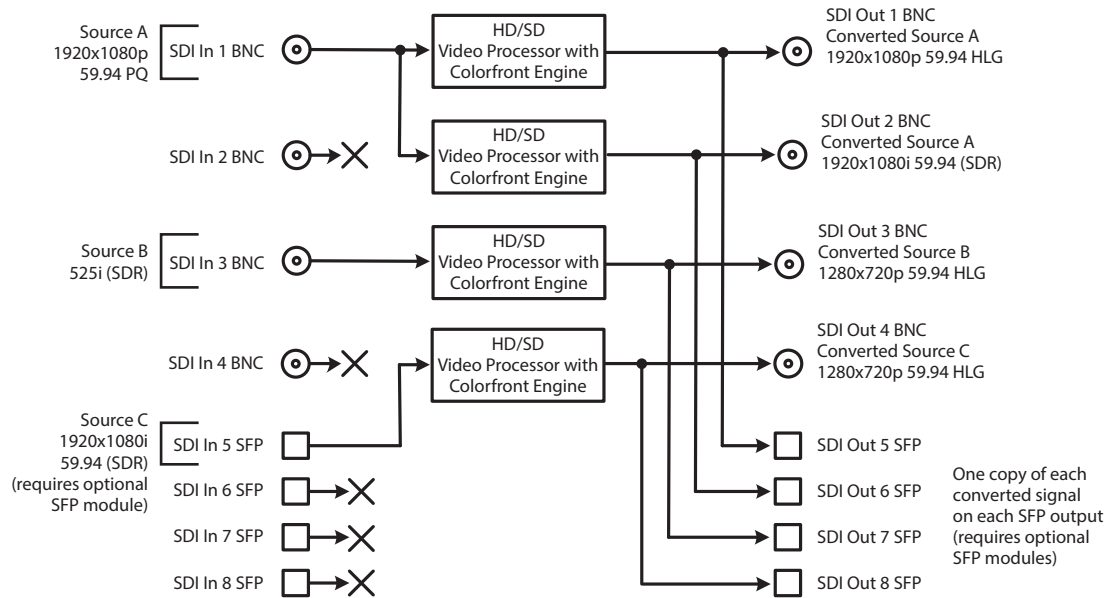 Source A
1920x1080p
59.94 PQ
SDI In 1 BNC
HD/SD
Video Processor with
Colorfront Engine
SDI Out 1 BNC
Converted Source A
1920x1080p 59.94 HLG
SDI In 2 BNC
HD/SD
Video Processor with
Colorfront Engine
SDI Out 2 BNC
Converted Source A
1920x1080i 59.94 (SDR)
Source B
525i (SDR)
SDI In 3 BNC
HD/SD
Video Processor with
Colorfront Engine
SDI Out 3 BNC
Converted Source B
1280x720p 59.94 HLG
SDI In 4 BNC
HD/SD
Video Processor with
Colorfront Engine
SDI Out 4 BNC
Converted Source C
1280x720p 59.94 HLG
Source C
1920x1080i
59.94 (SDR)
(requires optional
SFP module)
SDI In 5 SFP
SDI Out 5 SFP
SDI In 6 SFP
SDI Out 6 SFP
SDI In 7 SFP
SDI Out 7 SFP
SDI In 8 SFP
SDI Out 8 SFP
One copy of each
converted signal
on each SFP output
(requires optional
SFP modules)